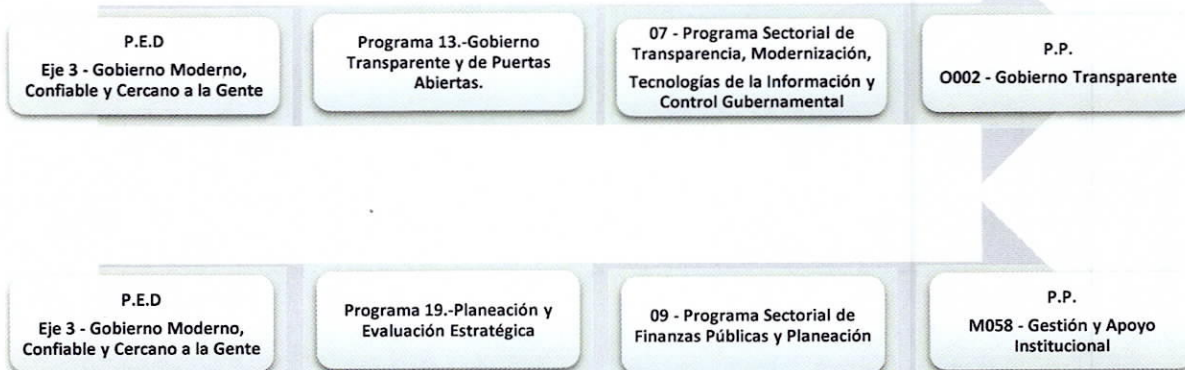 P.E.D
Eje 3 - Gobierno Moderno,
Confiable y Cercano a la Gente
Programa 13.-Gobierno
Transparente y de Puertas
Abiertas.
07 - Programa Sectorial de
Transparencia, Modernización,
Tecnologías de la Información y
Control Gubernamental
P.P.
O002 - Gobierno Transparente
P.E.D
Eje 3 - Gobierno Moderno,
Confiable y Cercano a la Gente
Programa 19.-Planeación y
Evaluación Estratégica
09 - Programa Sectorial de
Finanzas Públicas y Planeación
P.P.
M058 - Gestión y Apoyo
Institucional